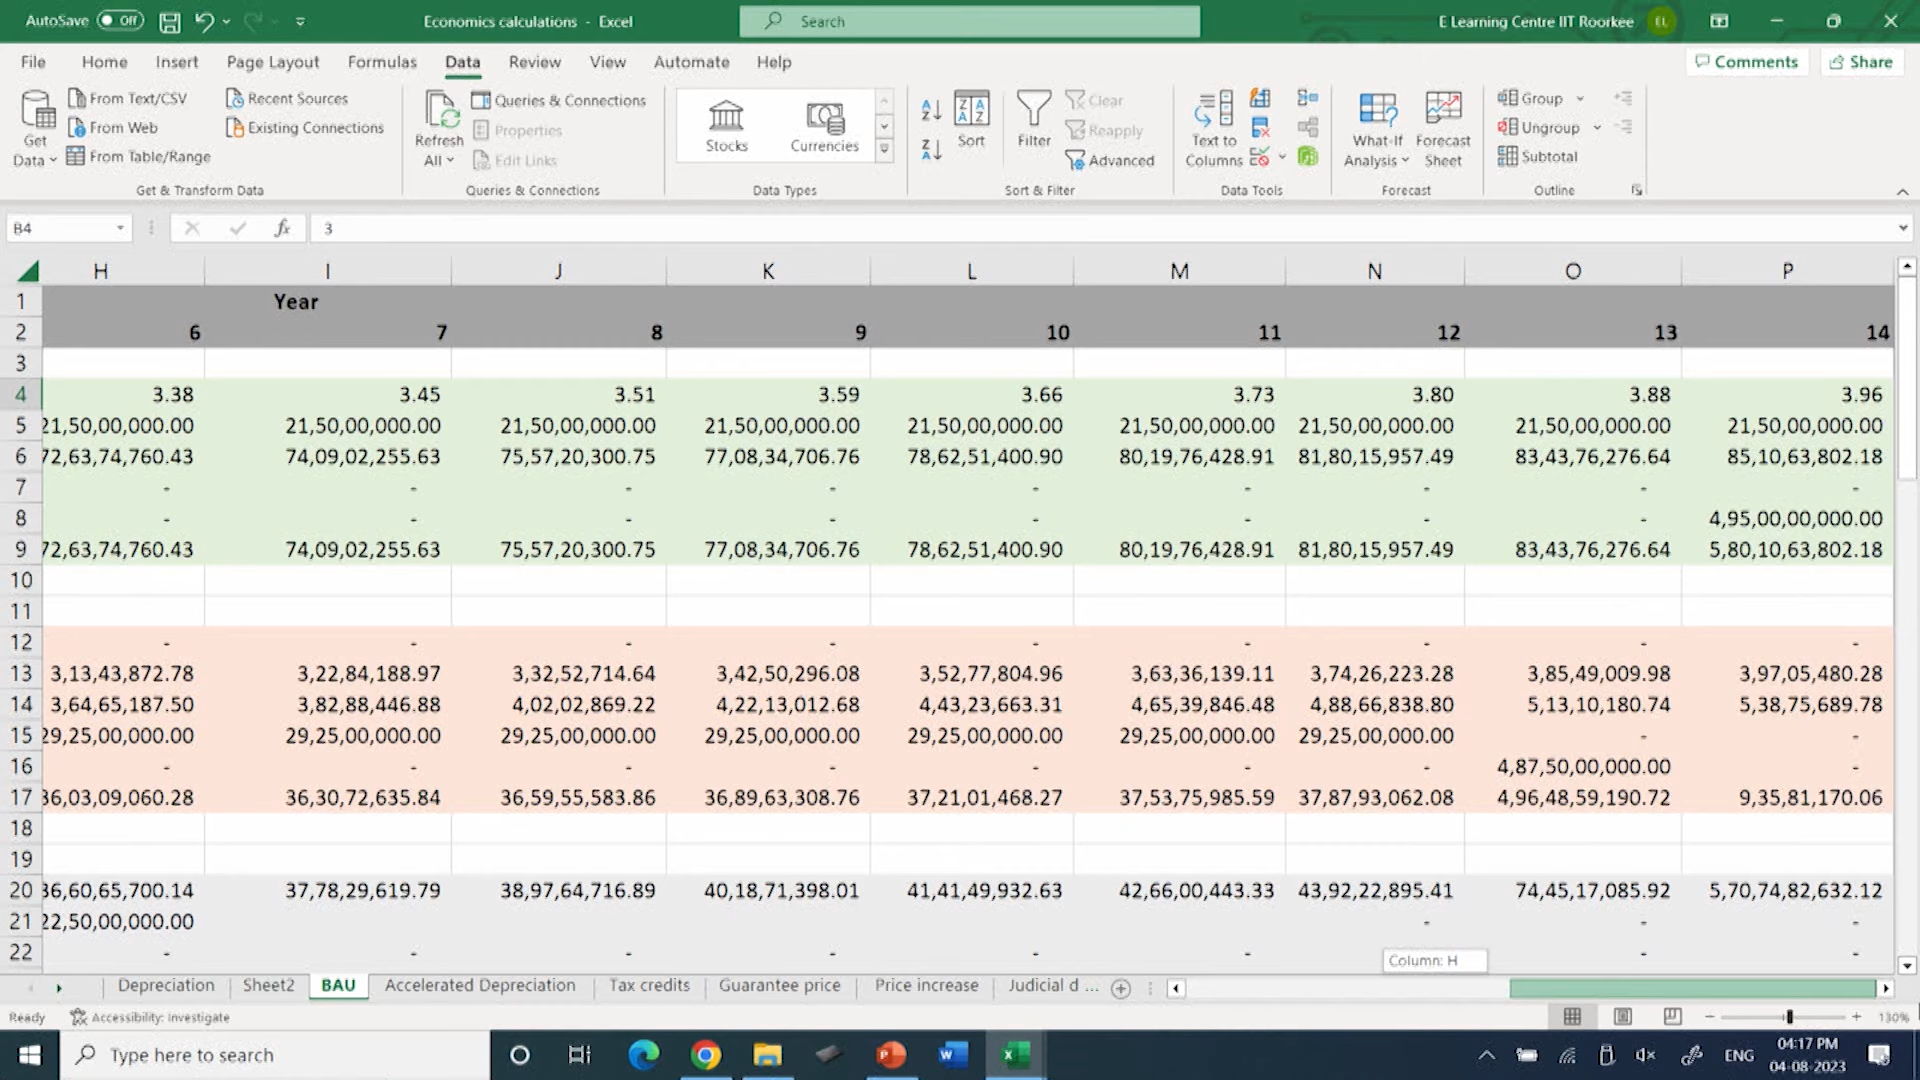 AutoSave Off Economics calculations - Excel Search E Learning Centre IIT Roorkee EL
File Home Insert Page Layout Formulas Data Review View Automate Help Comments Share
Get Data From Text/CSV From Web From Table/Range Recent Sources Existing Connections
Get & Transform Data
Refresh All Queries & Connections Properties Edit Links
Queries & Connections
Stocks Currencies
Data Types
Sort Filter Clear Reapply Advanced
Sort & Filter
Text to Columns
Data Tools
What-If Analysis Forecast Sheet
Forecast
Group Ungroup Subtotal
Outline
B4 fx 3
H I J K L M N O P
1 Year
2 6 7 8 9 10 11 12 13 14
3
4 3.38 3.45 3.51 3.59 3.66 3.73 3.80 3.88 3.96
5 21,50,00,000.00 21,50,00,000.00 21,50,00,000.00 21,50,00,000.00 21,50,00,000.00 21,50,00,000.00 21,50,00,000.00 21,50,00,000.00 21,50,00,000.00
6 72,63,74,760.43 74,09,02,255.63 75,57,20,300.75 77,08,34,706.76 78,62,51,400.90 80,19,76,428.91 81,80,15,957.49 83,43,76,276.64 85,10,63,802.18
7 - - - - - - - - -
8 - - - - - - - - 4,95,00,00,000.00
9 72,63,74,760.43 74,09,02,255.63 75,57,20,300.75 77,08,34,706.76 78,62,51,400.90 80,19,76,428.91 81,80,15,957.49 83,43,76,276.64 5,80,10,63,802.18
10
11
12 - - - - - - - - -
13 3,13,43,872.78 3,22,84,188.97 3,32,52,714.64 3,42,50,296.08 3,52,77,804.96 3,63,36,139.11 3,74,26,223.28 3,85,49,009.98 3,97,05,480.28
14 3,64,65,187.50 3,82,88,446.88 4,02,02,869.22 4,22,13,012.68 4,43,23,663.31 4,65,39,846.48 4,88,66,838.80 5,13,10,180.74 5,38,75,689.78
15 29,25,00,000.00 29,25,00,000.00 29,25,00,000.00 29,25,00,000.00 29,25,00,000.00 29,25,00,000.00 29,25,00,000.00 - -
16 - - - - - - - 4,87,50,00,000.00 -
17 36,03,09,060.28 36,30,72,635.84 36,59,55,583.86 36,89,63,308.76 37,21,01,468.27 37,53,75,985.59 37,87,93,062.08 4,96,48,59,190.72 9,35,81,170.06
18
19
20 36,60,65,700.14 37,78,29,619.79 38,97,64,716.89 40,18,71,398.01 41,41,49,932.63 42,66,00,443.33 43,92,22,895.41 74,45,17,085.92 5,70,74,82,632.12
21 22,50,00,000.00 - - -
22 - - - - - - - -
Column: H
Depreciation Sheet2 BAU Accelerated Depreciation Tax credits Guarantee price Price increase Judicial d ...
Ready Accessibility: Investigate 130%
Type here to search ENG 04:17 PM
04-08-2023